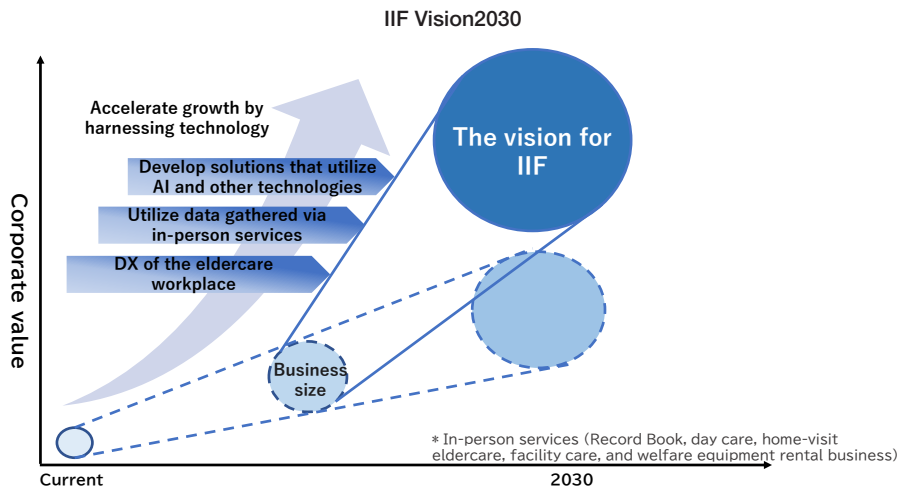 IIF Vision2030
Accelerate growth by
harnessing technology
The vision for
IIF
Develop solutions that utilize
AI and other technologies
Utilize data gathered via
in-person services
DX of the eldercare
workplace
Corporate value
Business
size
* In-person services (Record Book, day care, home-visit
eldercare, facility care, and welfare equipment rental business)
Current
2030